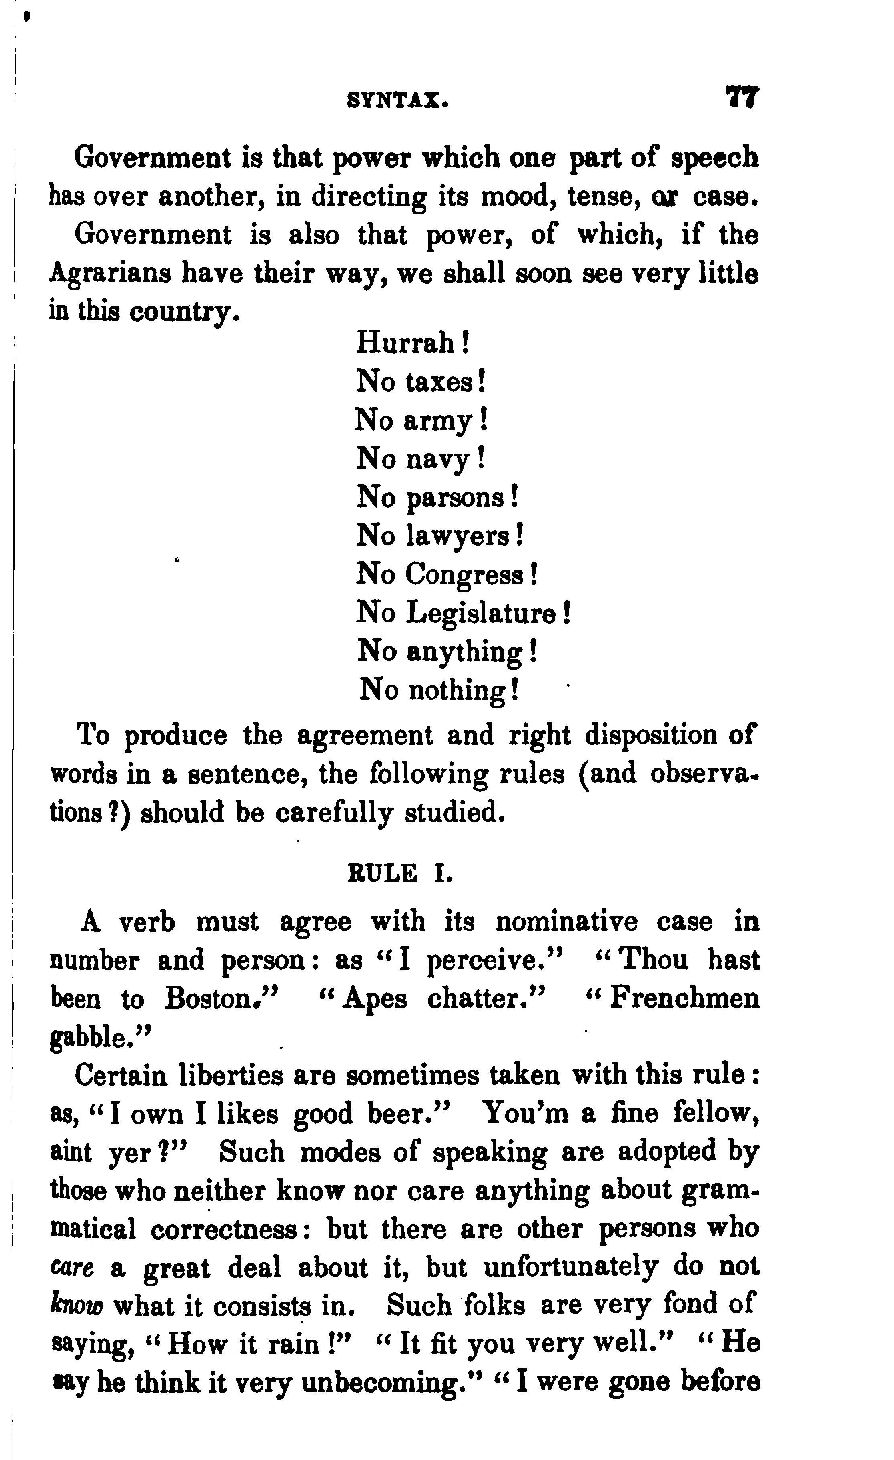 SYNTAX. 77
Government is that power which one part of speech
has over another, in directing its mood, tense, or case.
Government is also that power, of which, if the
Agrarians have their way, we shall soon see very little
in this country.
Hurrah!
No taxes!
No army!
No navy!
No parsons!
No lawyers!
No Congress!
No Legislature!
No anything!
No nothing!
To produce the agreement and right disposition of
words in a sentence, the following rules (and observa-
tions?) should be carefully studied.
RULE I.
A verb must agree with its nominative case in
number and person: as “I perceive.” “Thou hast
been to Boston.” “Apes chatter.” “Frenchmen
gabble.”
Certain liberties are sometimes taken with this rule:
as, “I own I likes good beer.” You’m a fine fellow,
aint yer?” Such modes of speaking are adopted by
those who neither know nor care anything about gram-
matical correctness: but there are other persons who
care a great deal about it, but unfortunately do not
know what it consists in. Such folks are very fond of
saying, “How it rain!” “It fit you very well.” “He
say he think it very unbecoming.” “I were gone before